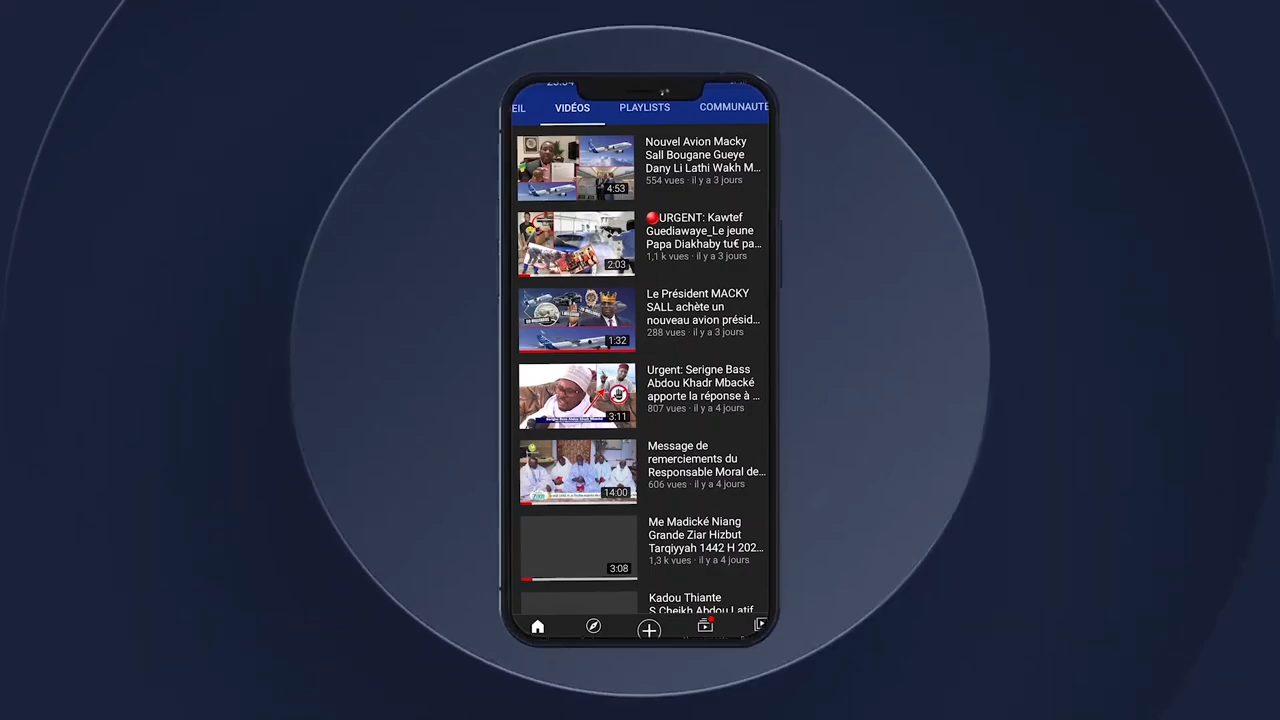 EIL VIDÉOS PLAYLISTS COMMUNAUTÉ
Nouvel Avion Macky
Sall Bougane Gueye
Dany Li Lathi Wakh M...
554 vues · il y a 3 jours
4:53
URGENT: Kawtef
Guediawaye_Le jeune
Papa Diakhaby tu€ pa...
1,1 k vues · il y a 3 jours
2:03
Le Président MACKY
SALL achète un
nouveau avion présid...
288 vues · il y a 3 jours
1:32
Urgent: Serigne Bass
Abdou Khadr Mbacké
apporte la réponse à ...
807 vues · il y a 4 jours
3:11
Message de
remerciements du
Responsable Moral de...
606 vues · il y a 4 jours
14:00
Me Madické Niang
Grande Ziar Hizbut
Tarqiyyah 1442 H 202...
1,3 k vues · il y a 4 jours
3:08
Kadou Thiante
S Cheikh Abdou Latif